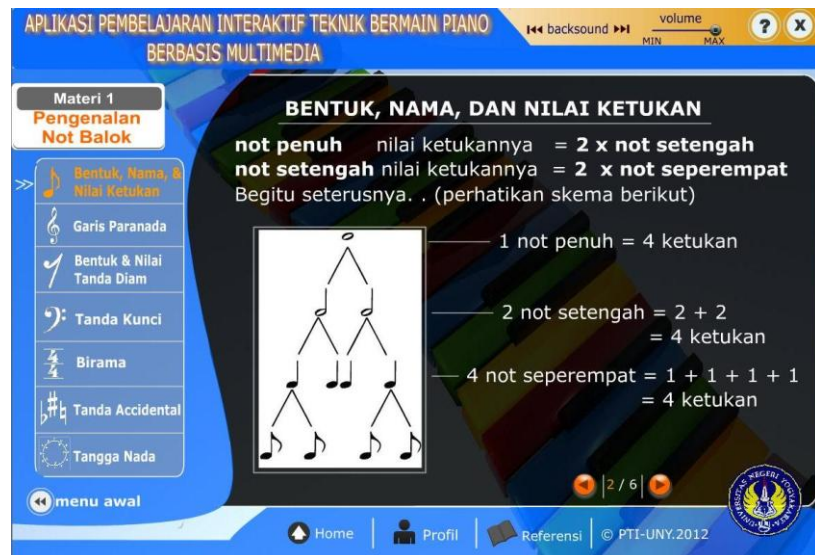 APLIKASI PEMBELAJARAN INTERAKTIF TEKNIK BERMAIN PIANO
BERBASIS MULTIMEDIA
backsound
volume
MIN MAX
? X
Materi 1
Pengenalan
Not Balok
Bentuk, Nama, &
Nilai Ketukan
Garis Paranada
Bentuk & Nilai
Tanda Diam
Tanda Kunci
Birama
Tanda Accidental
Tangga Nada
menu awal
BENTUK, NAMA, DAN NILAI KETUKAN
not penuh nilai ketukannya = 2 x not setengah
not setengah nilai ketukannya = 2 x not seperempat
Begitu seterusnya. . (perhatikan skema berikut)
1 not penuh = 4 ketukan
2 not setengah = 2 + 2
= 4 ketukan
4 not seperempat = 1 + 1 + 1 + 1
= 4 ketukan
2 / 6
Home Profil Referensi © PTI-UNY.2012
UNIVERSITAS NEGERI YOGYAKARTA